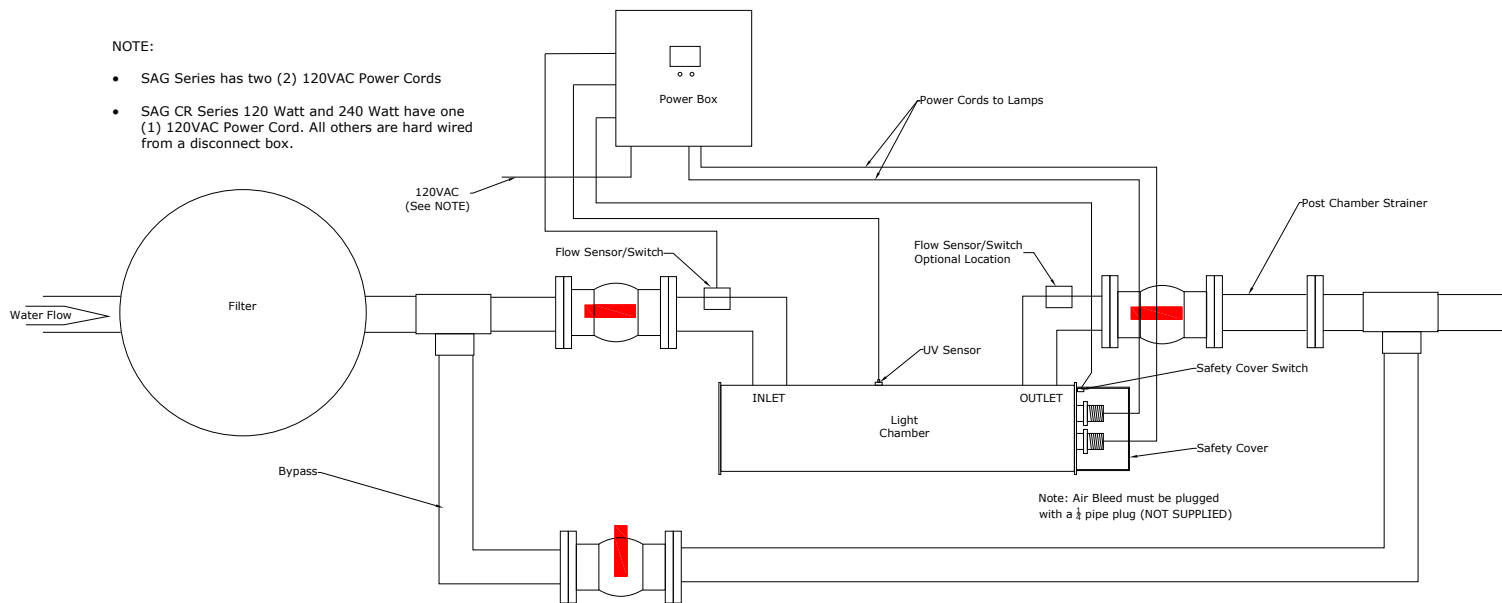 NOTE:
• SAG Series has two (2) 120VAC Power Cords
• SAG CR Series 120 Watt and 240 Watt have one
(1) 120VAC Power Cord. All others are hard wired
from a disconnect box.
Power Box
Power Cords to Lamps
120VAC
(See NOTE)
Post Chamber Strainer
Flow Sensor/Switch
Flow Sensor/Switch
Optional Location
Water Flow
Filter
UV Sensor
Safety Cover Switch
INLET
OUTLET
Light
Chamber
Safety Cover
Bypass
Note: Air Bleed must be plugged
with a pipe plug (NOT SUPPLIED)